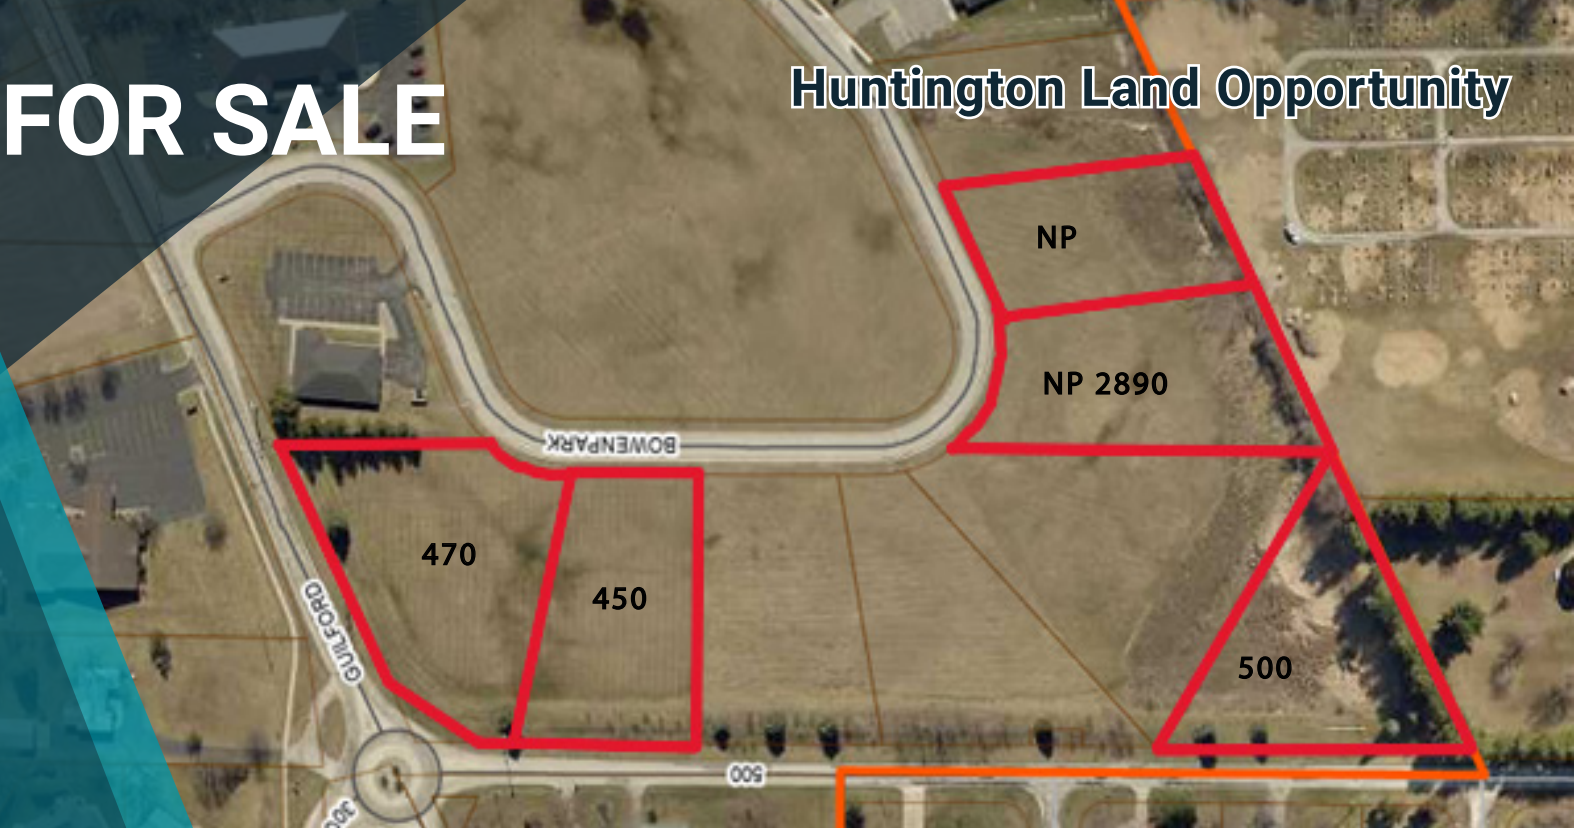 Huntington Land Opportunity
FOR SALE
NP
NP 2890
BOWENPARK
470
450
GUILFORD
500
500